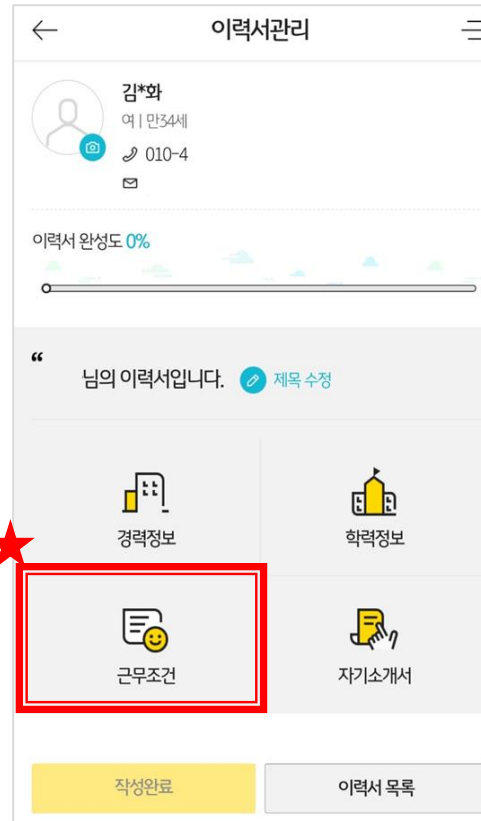 이력서관리
김*화
여 | 만34세
010-4
이력서 완성도 0%
“
님의 이력서입니다. 제목 수정
경력정보 학력정보
근무조건 자기소개서
작성완료 이력서 목록